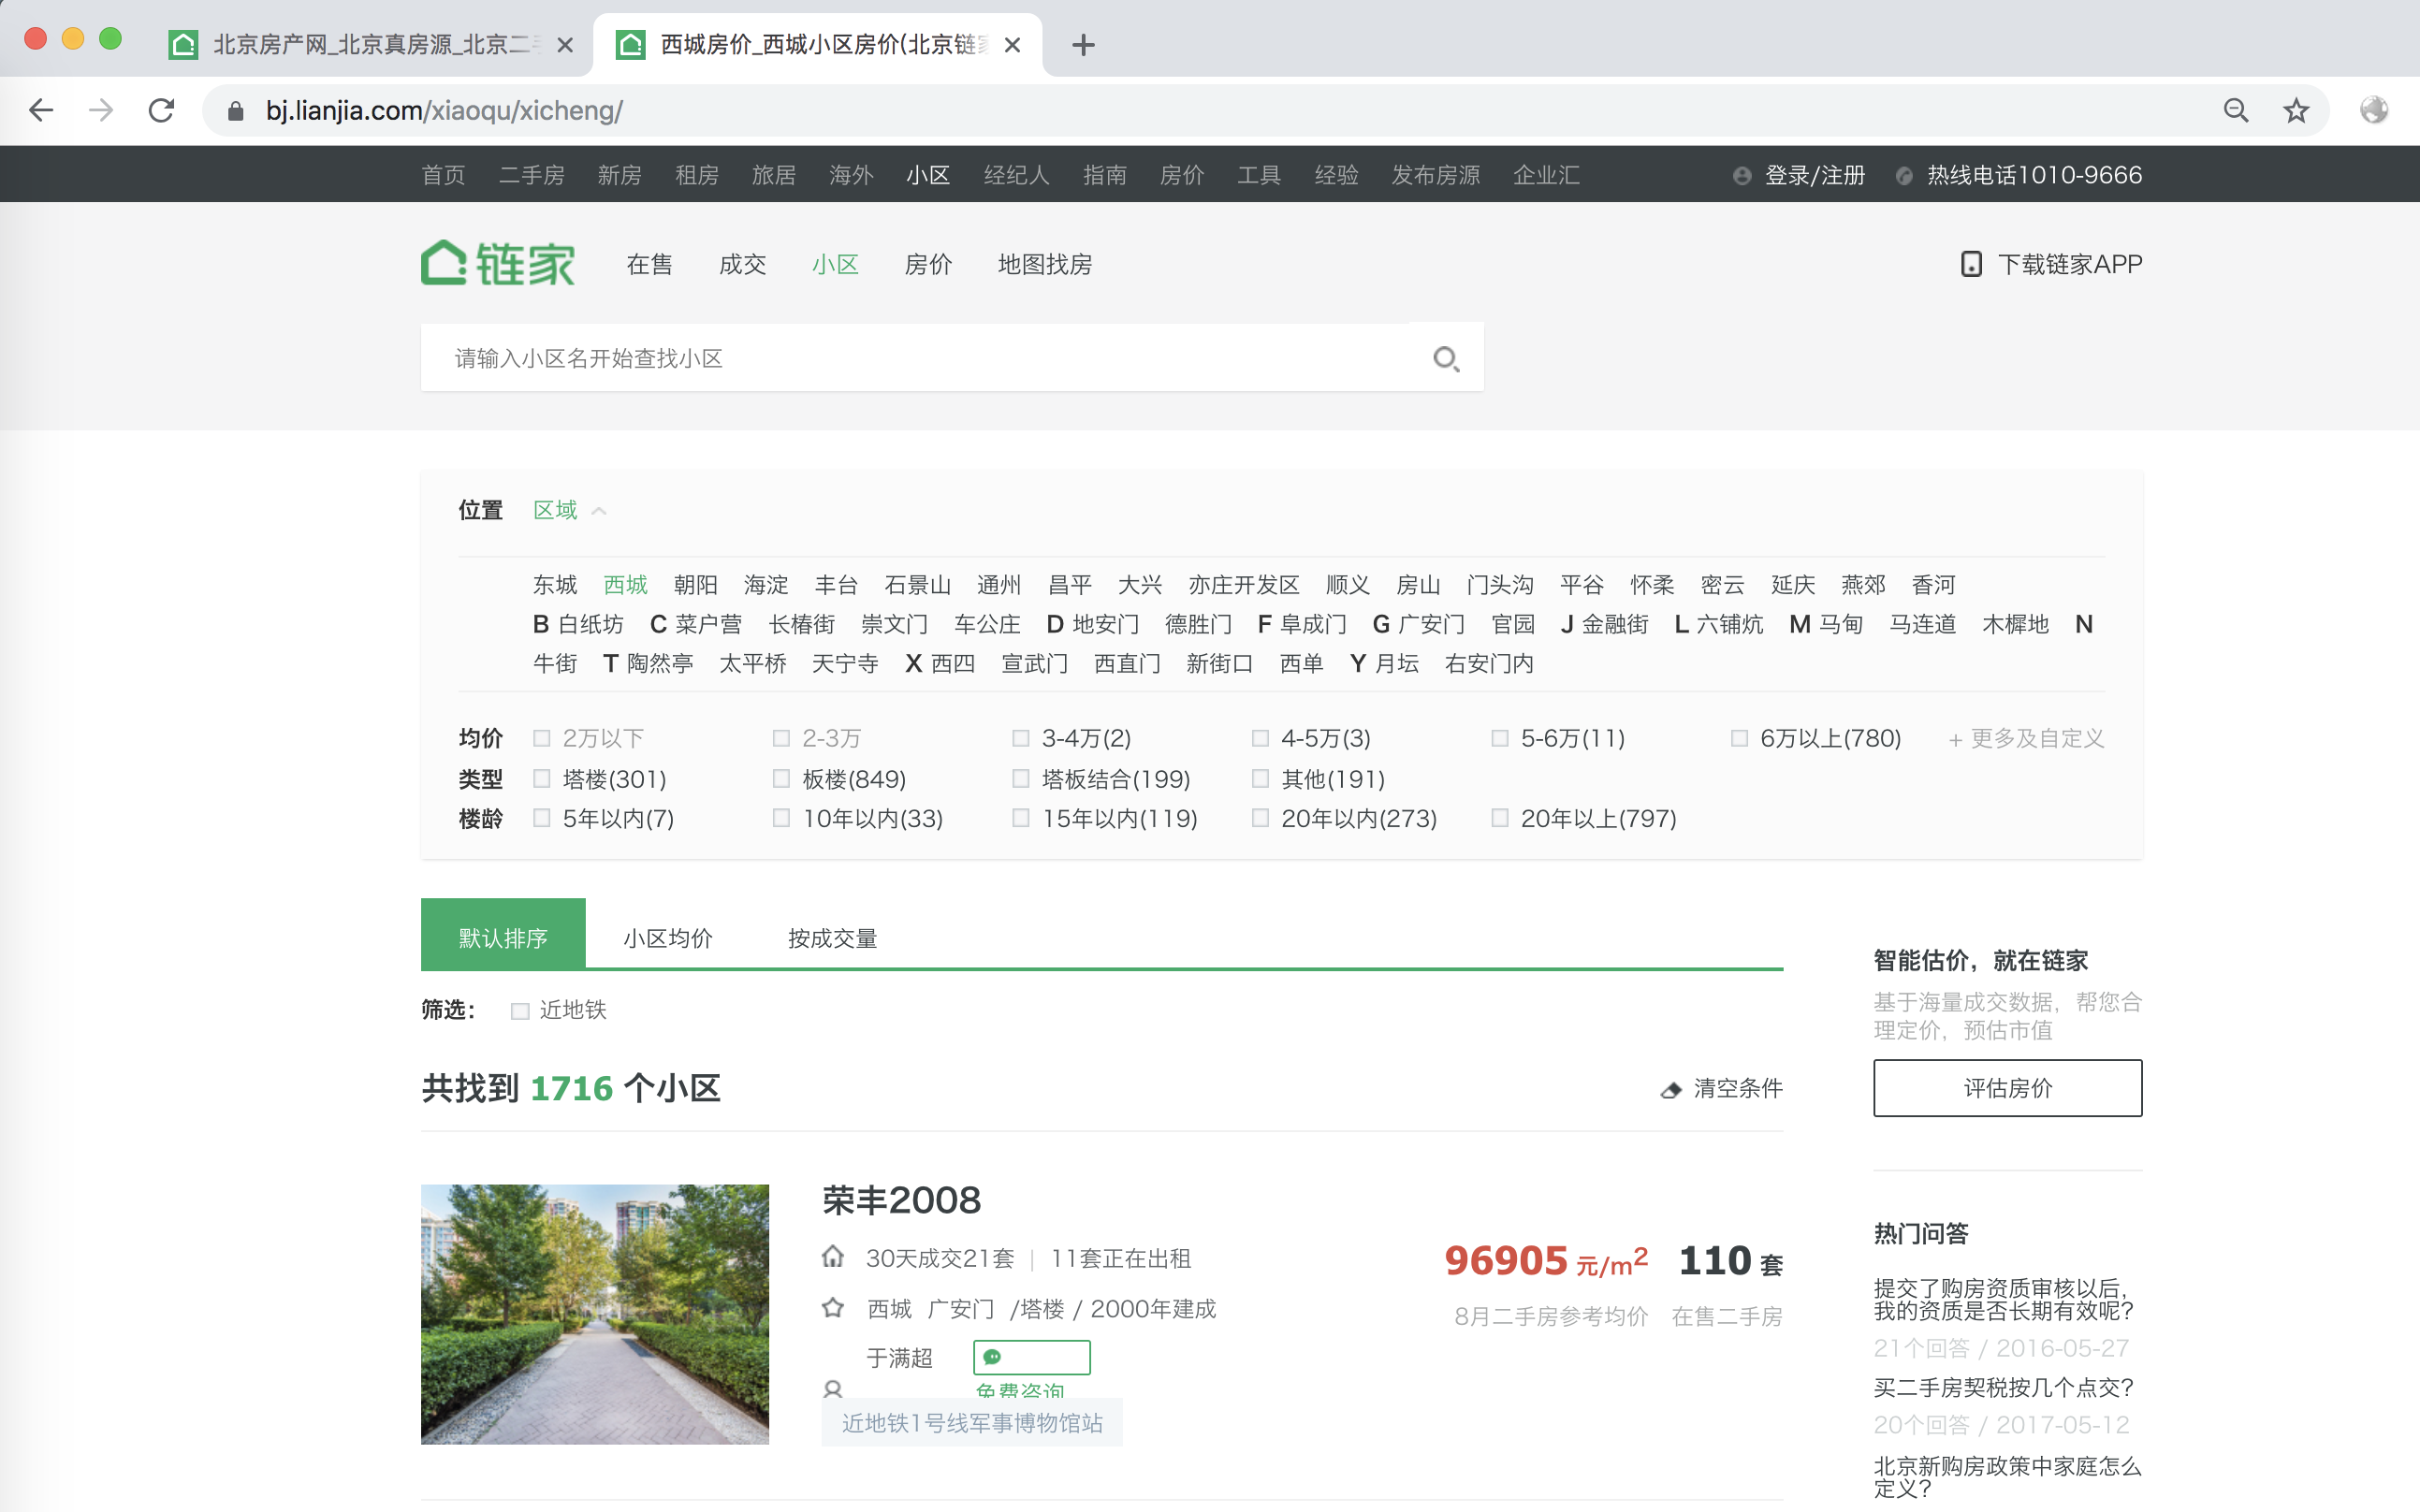 北京房产网_北京真房源_北京二
西城房价_西城小区房价(北京链
bj.lianjia.com/xiaoqu/xicheng/
首页 二手房 新房 租房 旅居 海外 小区 经纪人 指南 房价 工具 经验 发布房源 企业汇 登录/注册 热线电话1010-9666
链家 在售 成交 小区 房价 地图找房 下载链家APP
请输入小区名开始查找小区
位置 区域
东城 西城 朝阳 海淀 丰台 石景山 通州 昌平 大兴 亦庄开发区 顺义 房山 门头沟 平谷 怀柔 密云 延庆 燕郊 香河
B 白纸坊 C 菜户营 长椿街 崇文门 车公庄 D 地安门 德胜门 F 阜成门 G 广安门 官园 J 金融街 L 六铺炕 M 马甸 马连道 木樨地 N
牛街 T 陶然亭 太平桥 天宁寺 X 西四 宣武门 西直门 新街口 西单 Y 月坛 右安门内
均价 2万以下 2-3万 3-4万(2) 4-5万(3) 5-6万(11) 6万以上(780) + 更多及自定义
类型 塔楼(301) 板楼(849) 塔板结合(199) 其他(191)
楼龄 5年以内(7) 10年以内(33) 15年以内(119) 20年以内(273) 20年以上(797)
默认排序 小区均价 按成交量
筛选： 近地铁
共找到 1716 个小区 清空条件
荣丰2008
30天成交21套 | 11套正在出租
西城 广安门 /塔楼 / 2000年建成
于满超
免费咨询
近地铁1号线军事博物馆站
96905 元/m2 110 套
8月二手房参考均价 在售二手房
智能估价，就在链家
基于海量成交数据，帮您合
理定价，预估市值
评估房价
热门问答
提交了购房资质审核以后，
我的资质是否长期有效呢？
21个回答 / 2016-05-27
买二手房契税按几个点交？
20个回答 / 2017-05-12
北京新购房政策中家庭怎么
定义？